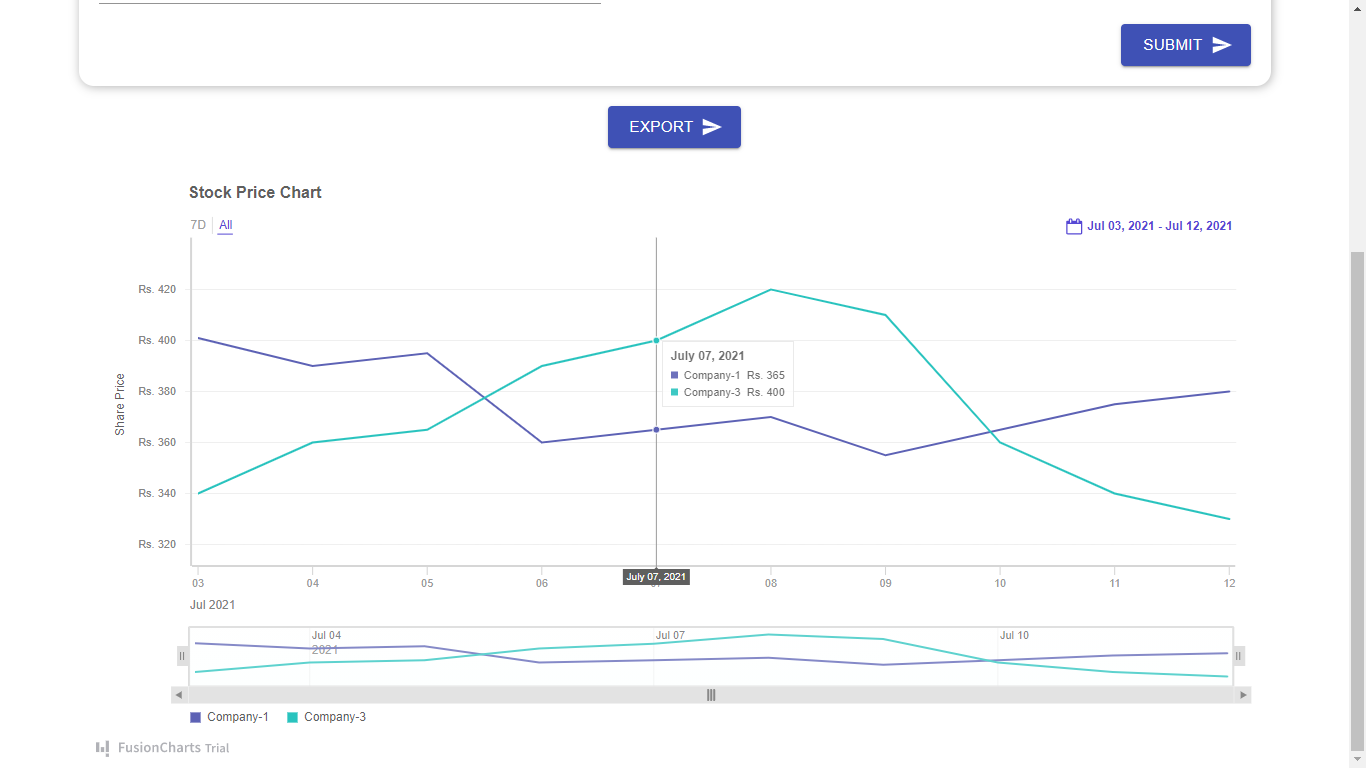 SUBMIT
EXPORT
Stock Price Chart
7D All
Jul 03, 2021 - Jul 12, 2021
Rs. 420
Rs. 400
Rs. 380
Rs. 360
Rs. 340
Rs. 320
Share Price
July 07, 2021
Company-1 Rs. 365
Company-3 Rs. 400
03 04 05 06 July 07, 2021 08 09 10 11 12
Jul 2021
Jul 04 Jul 07 Jul 10
2021
Company-1 Company-3
FusionCharts Trial